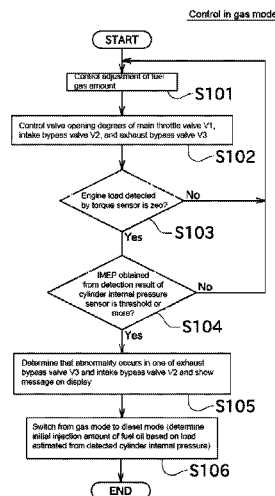 Control in gas mode
START
Control adjustment of fuel
gas amount
S101
Control valve opening degrees of main throttle valve V1,
intake bypass valve V2, and exhaust bypass valve V3
S102
Engine load detected
by torque sensor is zeo?
No
S103
Yes
IMEP obtained
from detection result of
cylinder internal pressure
sensor is threshold or
more?
No
S104
Yes
Determine that abnormality occurs in one of exhaust
bypass valve V3 and intake bypass valve V2 and show
message on display
S105
Switch from gas mode to diesel mode (determine
initial injection amount of fuel oil based on load
estimated from detected cylinder internal pressure)
S106
END